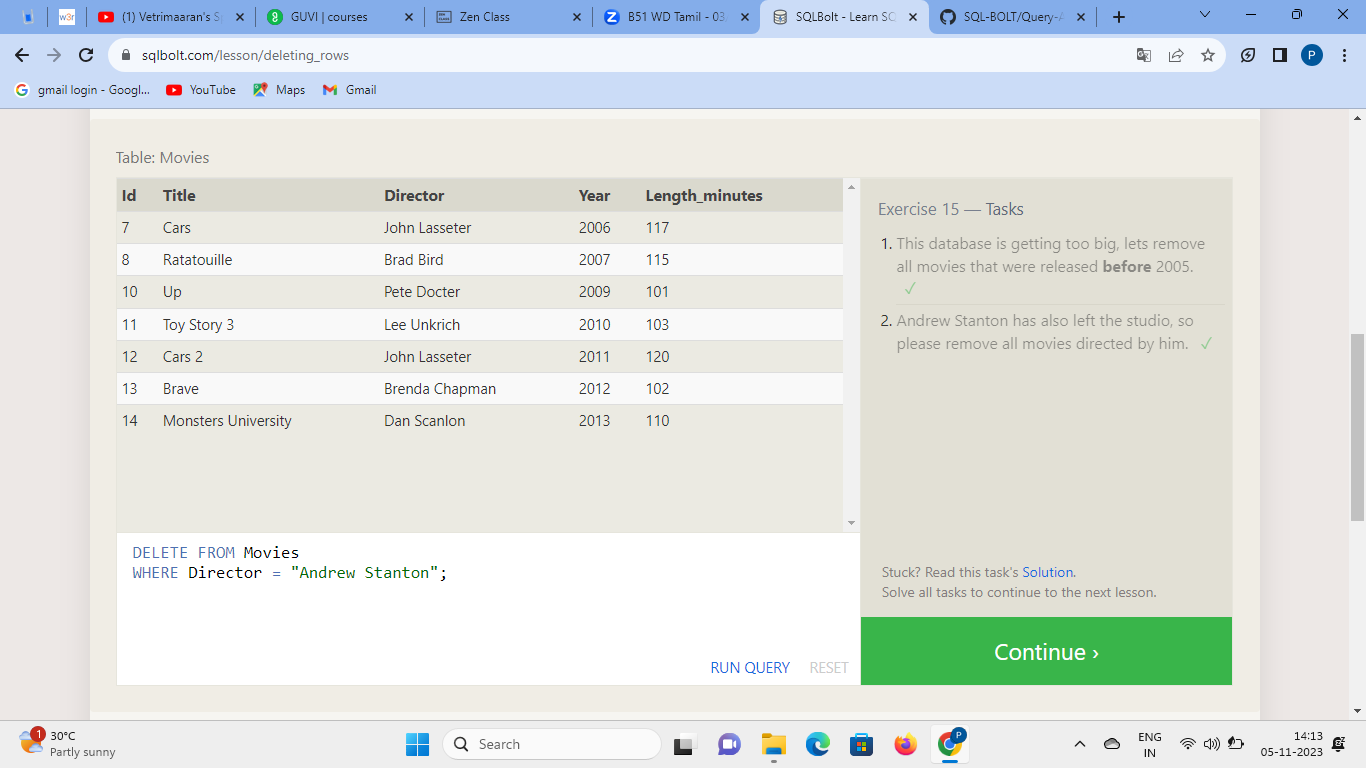 (1) Vetrimaaran's S
GUVI | courses
Zen Class
B51 WD Tamil - 03
SQLBolt - Learn SQ
SQL-BOLT/Query-A
sqlbolt.com/lesson/deleting_rows
P
gmail login - Googl...
YouTube
Maps
Gmail
Table: Movies
Id Title Director Year Length_minutes
7 Cars John Lasseter 2006 117
8 Ratatouille Brad Bird 2007 115
10 Up Pete Docter 2009 101
11 Toy Story 3 Lee Unkrich 2010 103
12 Cars 2 John Lasseter 2011 120
13 Brave Brenda Chapman 2012 102
14 Monsters University Dan Scanlon 2013 110
DELETE FROM Movies
WHERE Director = "Andrew Stanton";
RUN QUERY RESET
Exercise 15 — Tasks
1. This database is getting too big, lets remove
all movies that were released before 2005.
✓
2. Andrew Stanton has also left the studio, so
please remove all movies directed by him. ✓
Stuck? Read this task's Solution.
Solve all tasks to continue to the next lesson.
Continue ›
1
30°C
Partly sunny
Search
P
ENG
IN
14:13
05-11-2023